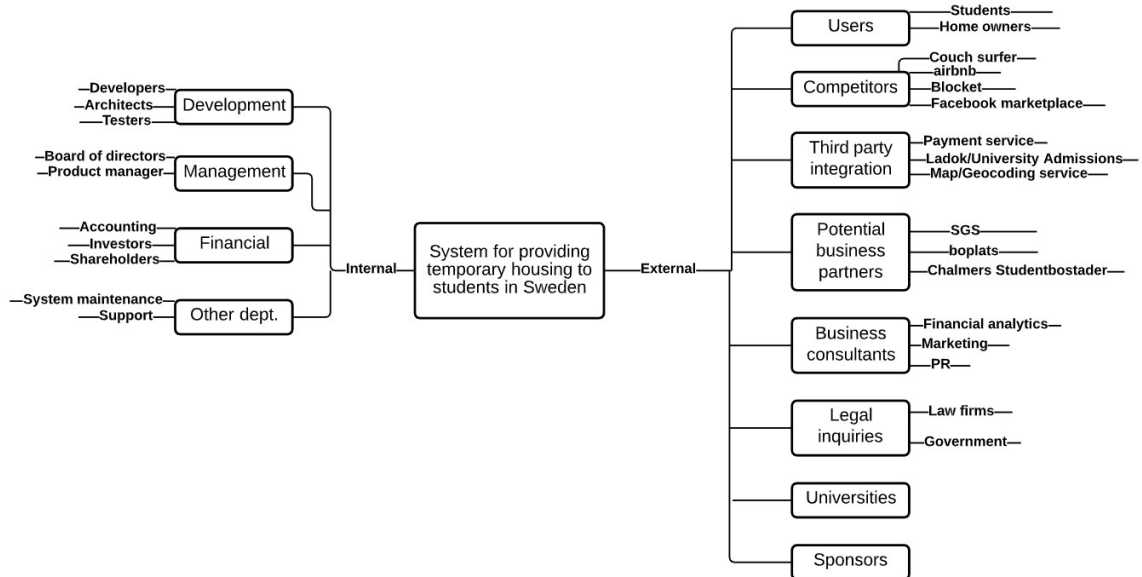 Developers
Architects
Testers
Development
Board of directors
Product manager
Management
Accounting
Investors
Shareholders
Financial
System maintenance
Support
Other dept.
Internal
System for providing
temporary housing to
students in Sweden
External
Users
Students
Home owners
Competitors
Couch surfer
airbnb
Blocket
Facebook marketplace
Third party
integration
Payment service
Ladok/University Admissions
Map/Geocoding service
Potential
business
partners
SGS
boplats
Chalmers Studentbostader
Business
consultants
Financial analytics
Marketing
PR
Legal
inquiries
Law firms
Government
Universities
Sponsors